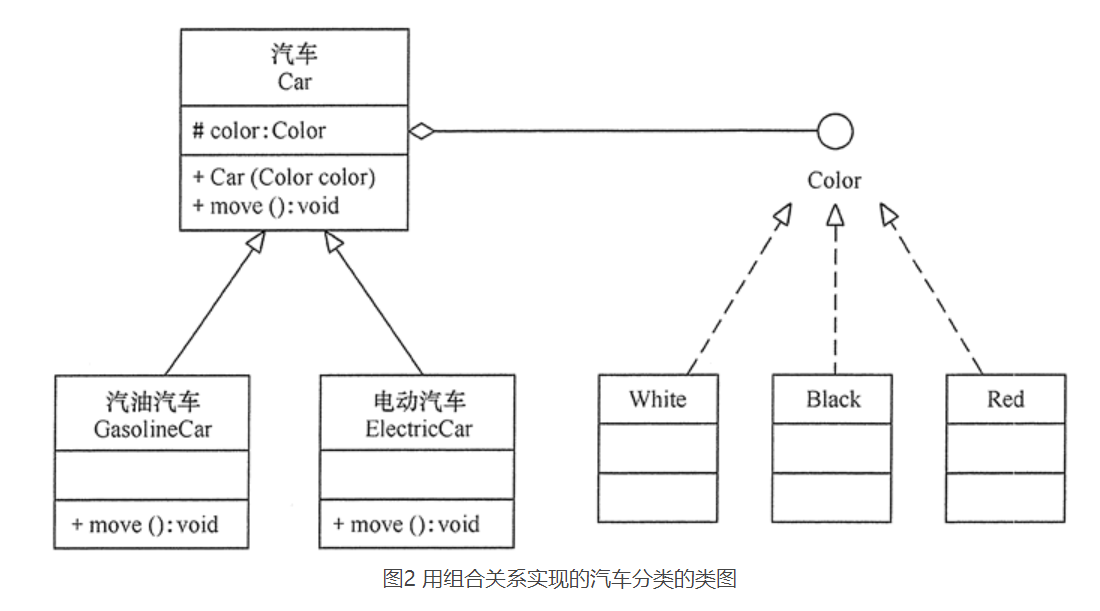 汽车
Car
# color:Color
+ Car (Color color)
+ move ():void
Color
汽油汽车
GasolineCar
+ move ():void
电动汽车
ElectricCar
+ move ():void
White
Black
Red
图2 用组合关系实现的汽车分类的类图